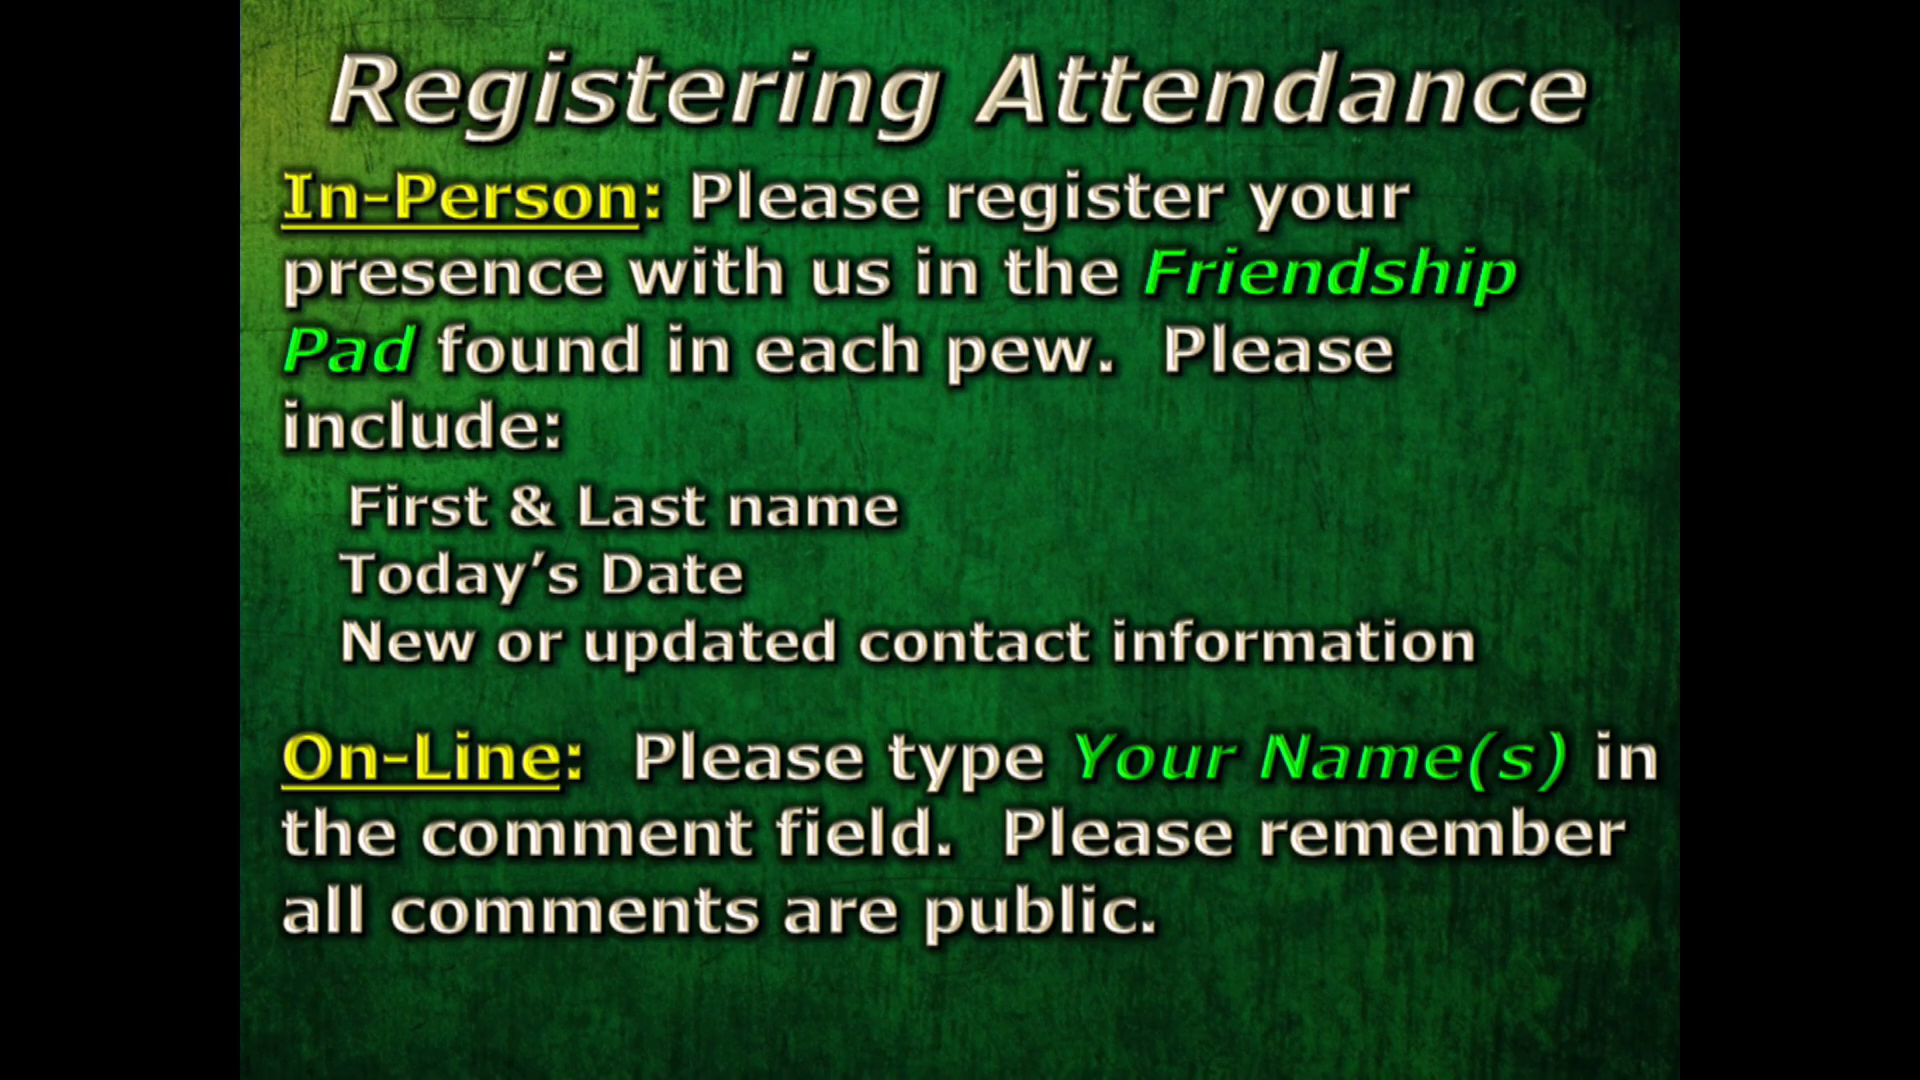 Registering Attendance
In-Person: Please register your
presence with us in the Friendship
Pad found in each pew.  Please
include:
First & Last name
Today’s Date
New or updated contact information
On-Line:  Please type Your Name(s) in
the comment field.  Please remember
all comments are public.